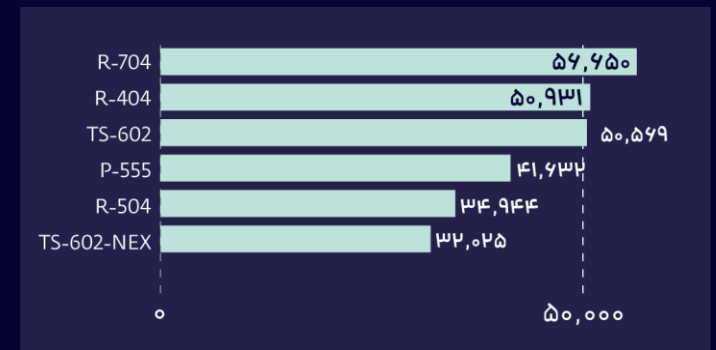 R-704 ۵۶,۶۵۰
R-404 ۵۰,۹۳۱
TS-602 ۵۰,۵۶۹
P-555 ۴۱,۶۳۲
R-504 ۳۴,۹۴۴
TS-602-NEX ۳۲,۰۲۵
۰ ۵۰,۰۰۰